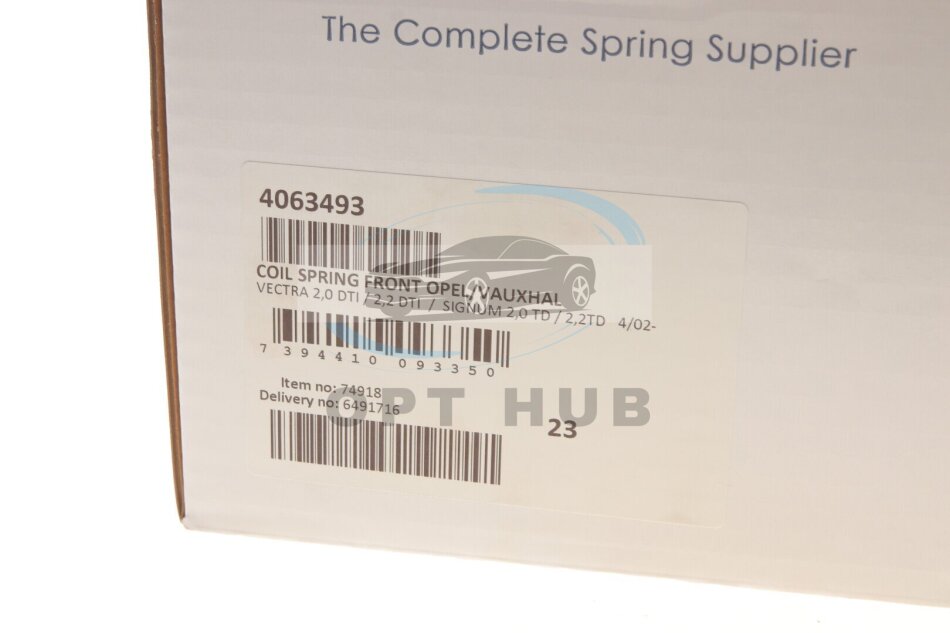 The Complete Spring Supplier
4063493
COIL SPRING FRONT OPEL/VAUXHAL
VECTRA 2,0 DTI / 2,2 DTI / SIGNUM 2,0 TD / 2,2TD 4/02-
7 394410 093350
Item no: 74918
Delivery no: 6491716
OPT HUB
23